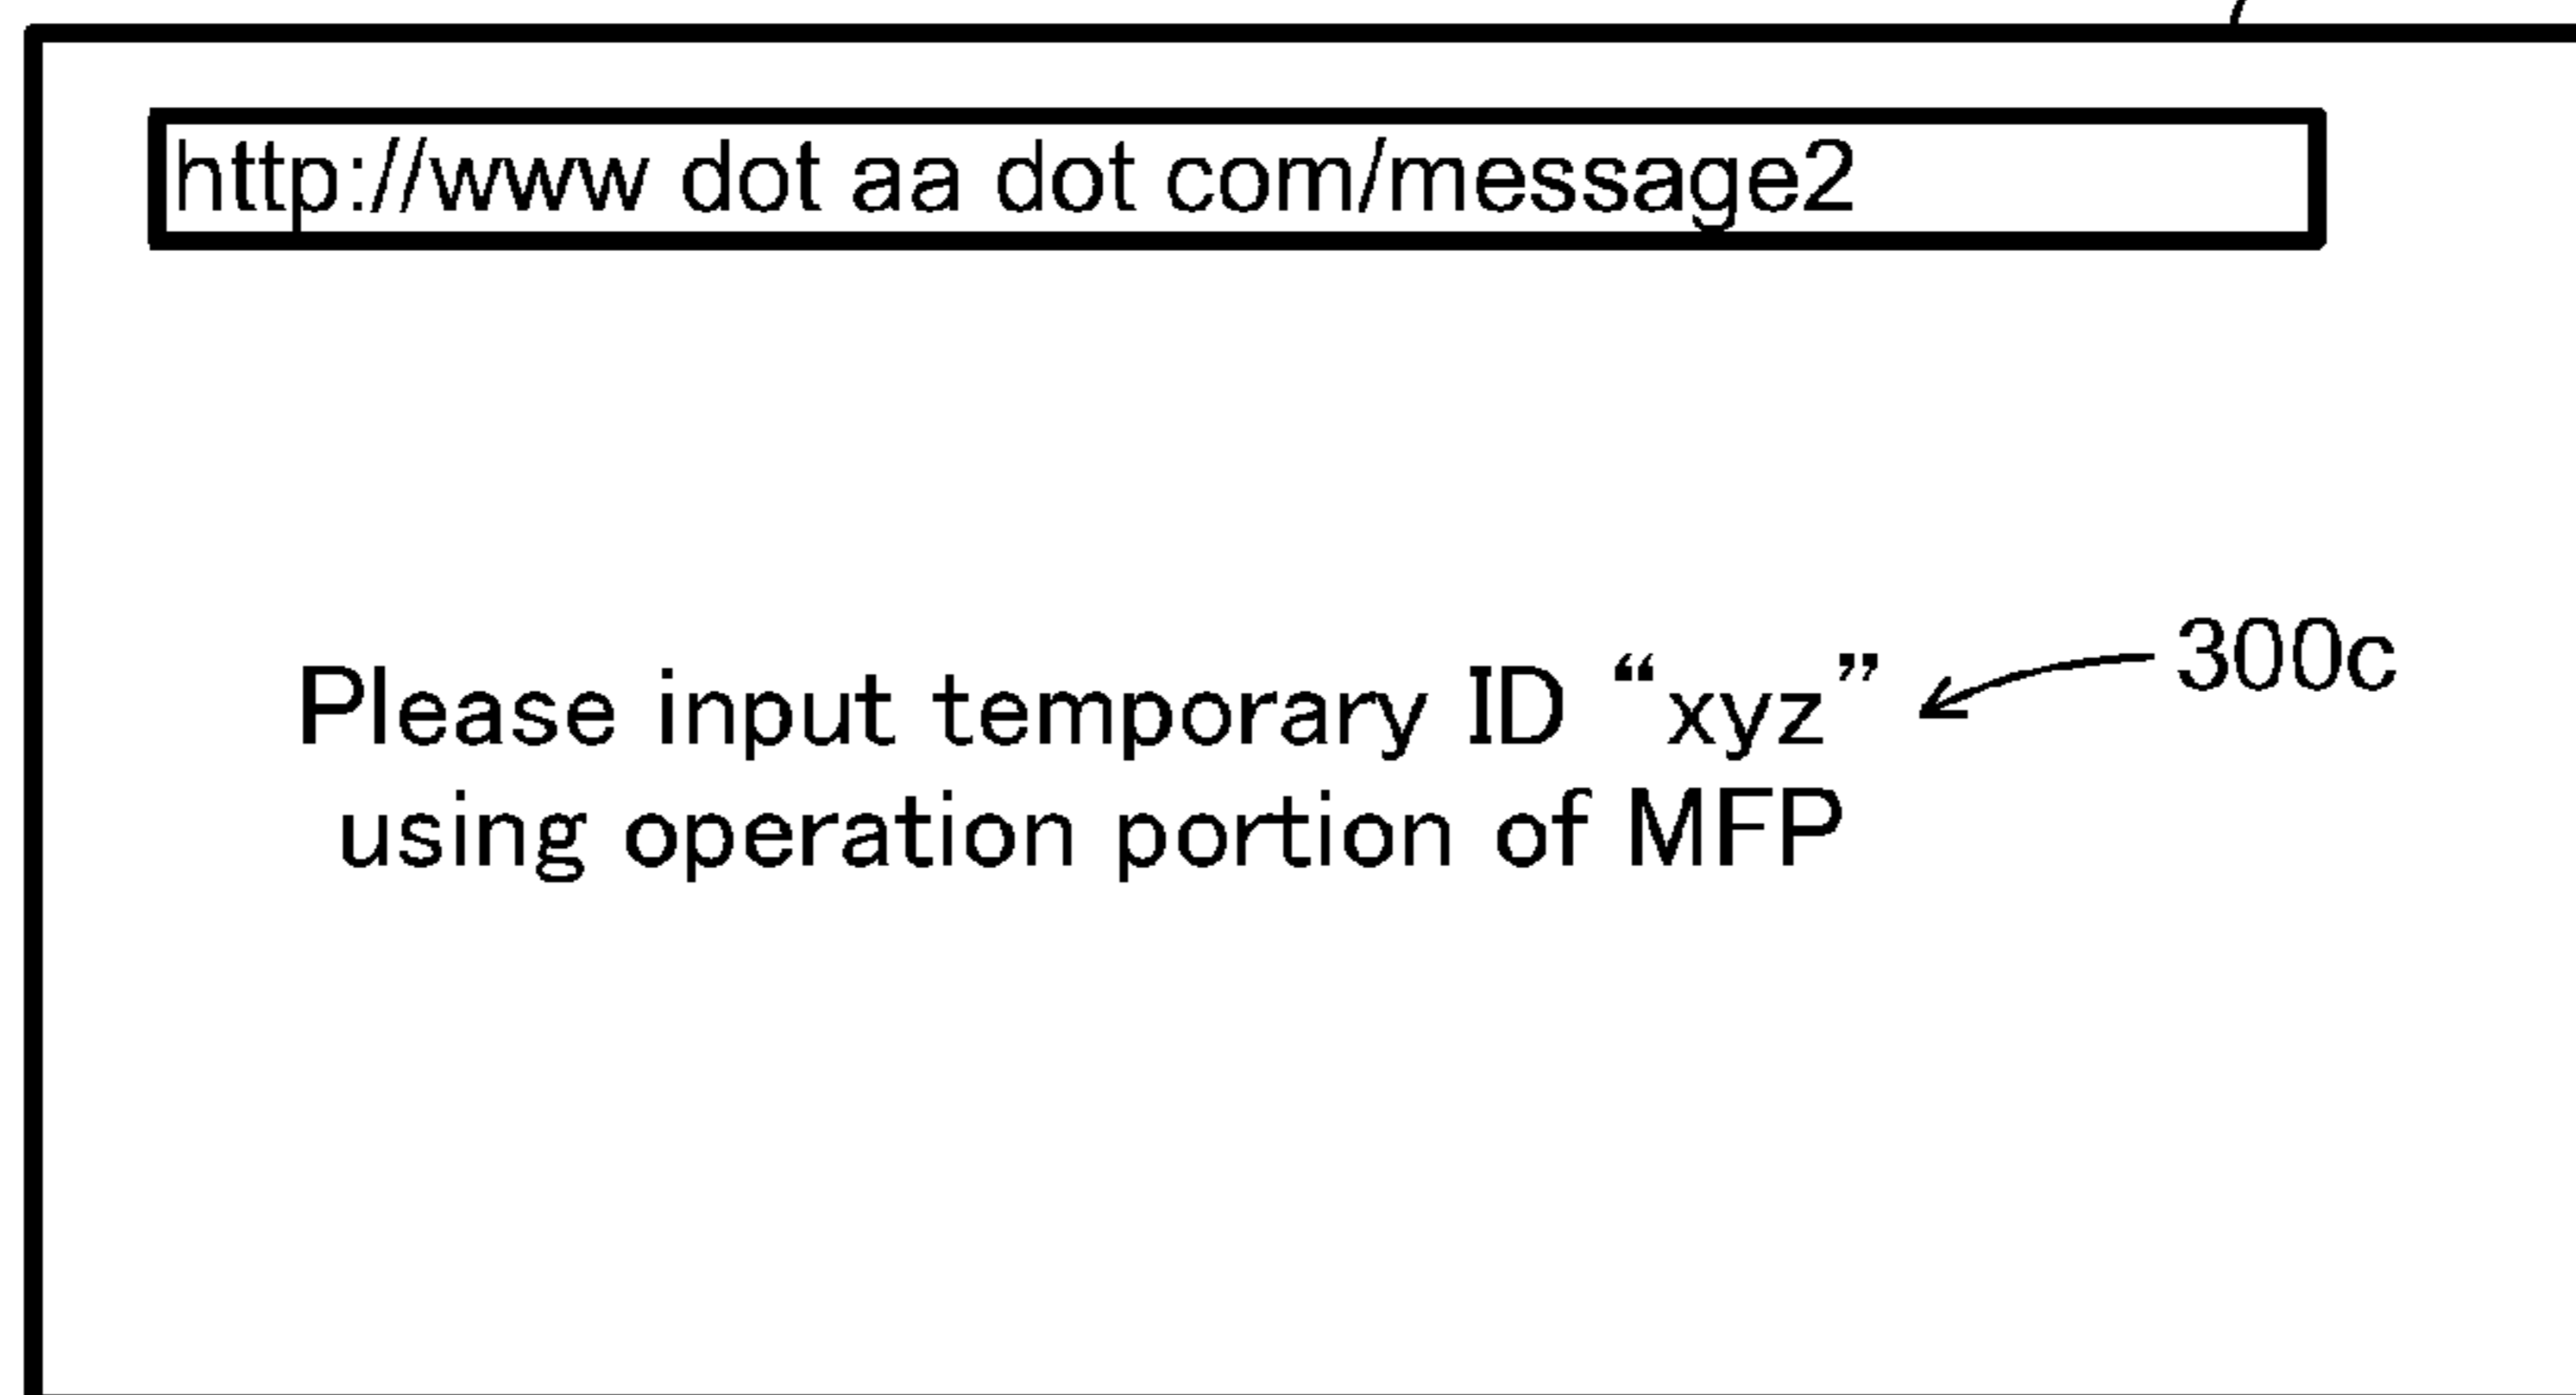 http://www dot aa dot com/message2
Please input temporary ID “xyz”
300c
using operation portion of MFP